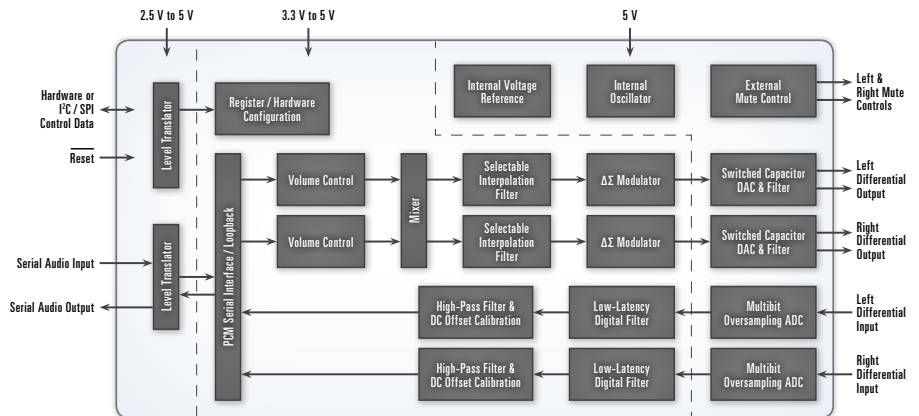 2.5 V to 5 V
3.3 V to 5 V
5 V
Hardware or
I²C / SPI
Control Data
Reset
Serial Audio Input
Serial Audio Output
Level Translator
Level Translator
Register / Hardware
Configuration
PCM Serial Interface / Loopback
Volume Control
Volume Control
Mixer
Internal Voltage
Reference
Internal
Oscillator
External
Mute Control
Selectable
Interpolation
Filter
Selectable
Interpolation
Filter
ΔΣ Modulator
ΔΣ Modulator
Switched Capacitor
DAC & Filter
Switched Capacitor
DAC & Filter
High-Pass Filter &
DC Offset Calibration
High-Pass Filter &
DC Offset Calibration
Low-Latency
Digital Filter
Low-Latency
Digital Filter
Multibit
Oversampling ADC
Multibit
Oversampling ADC
Left &
Right Mute
Controls
Left
Differential
Output
Right
Differential
Output
Left
Differential
Input
Right
Differential
Input